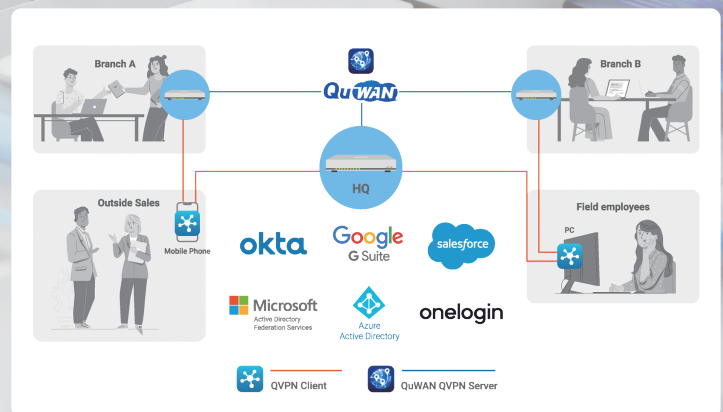 Branch A
QuWAN
Branch B
HQ
Outside Sales
Mobile Phone
Field employees
PC
okta
Google
G Suite
salesforce
Microsoft
Active Directory
Federation Services
Azure
Active Directory
onelogin
QVPN Client
QuWAN QVPN Server